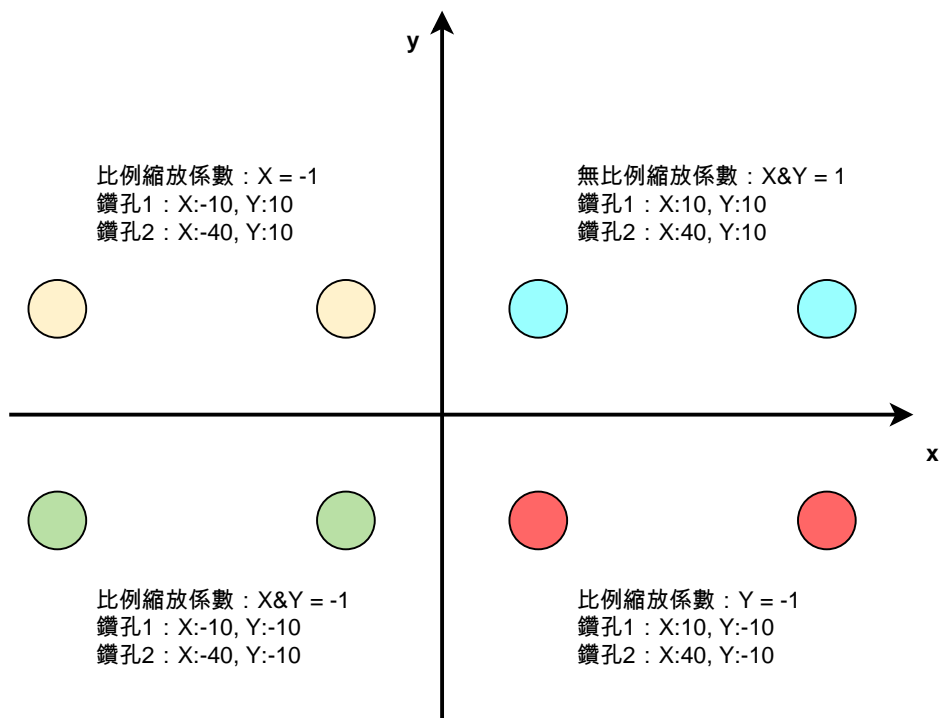 y
比例縮放係數：X = -1
鑽孔1：X:-10, Y:10
鑽孔2：X:-40, Y:10
無比例縮放係數：X&Y = 1
鑽孔1：X:10, Y:10
鑽孔2：X:40, Y:10
x
比例縮放係數：X&Y = -1
鑽孔1：X:-10, Y:-10
鑽孔2：X:-40, Y:-10
比例縮放係數：Y = -1
鑽孔1：X:10, Y:-10
鑽孔2：X:40, Y:-10